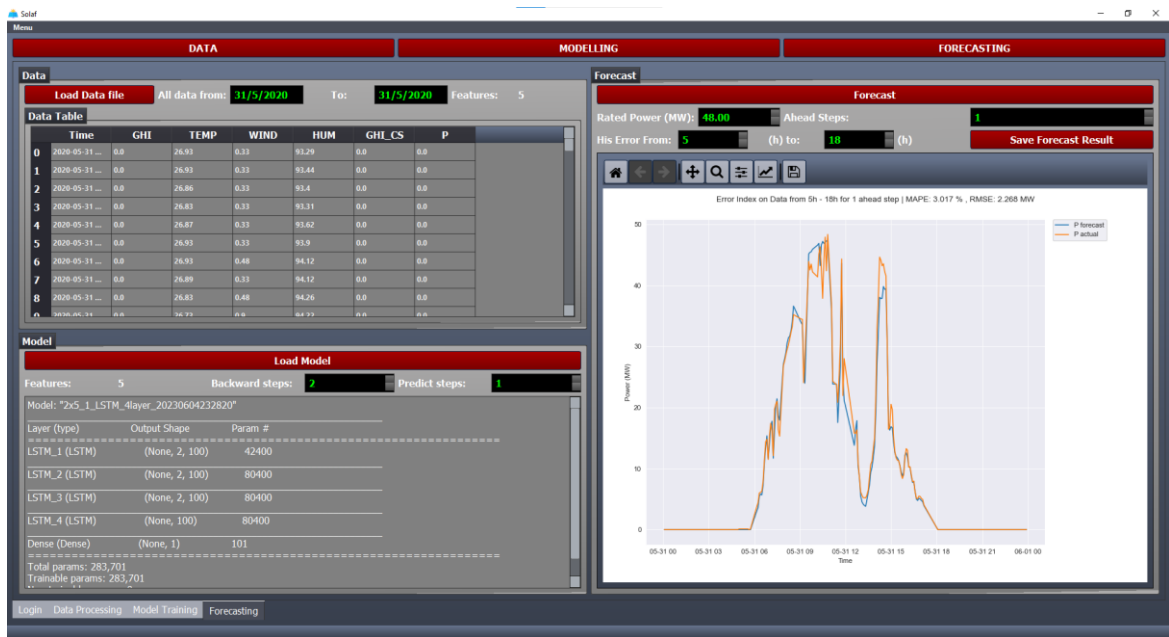 Solaf
Menu
DATA MODELLING FORECASTING
Data
Load Data file All data from: 31/5/2020 To: 31/5/2020 Features: 5
Data Table
Time GHI TEMP WIND HUM GHI_CS P
0 2020-05-31 ... 0.0 26.93 0.33 93.29 0.0 0.0
1 2020-05-31 ... 0.0 26.93 0.33 93.44 0.0 0.0
2 2020-05-31 ... 0.0 26.86 0.33 93.4 0.0 0.0
3 2020-05-31 ... 0.0 26.83 0.33 93.31 0.0 0.0
4 2020-05-31 ... 0.0 26.87 0.33 93.62 0.0 0.0
5 2020-05-31 ... 0.0 26.93 0.33 93.9 0.0 0.0
6 2020-05-31 ... 0.0 26.93 0.48 94.12 0.0 0.0
7 2020-05-31 ... 0.0 26.89 0.33 94.12 0.0 0.0
8 2020-05-31 ... 0.0 26.83 0.48 94.26 0.0 0.0
Model
Load Model
Features: 5 Backward steps: 2 Predict steps: 1
Model: "2x5_1_LSTM_4layer_20230604232820"
Layer (type) Output Shape Param #
LSTM_1 (LSTM) (None, 2, 100) 42400
LSTM_2 (LSTM) (None, 2, 100) 80400
LSTM_3 (LSTM) (None, 2, 100) 80400
LSTM_4 (LSTM) (None, 100) 80400
Dense (Dense) (None, 1) 101
Total params: 283,701
Trainable params: 283,701
Forecast
Forecast
Rated Power (MW): 48.00 Ahead Steps: 1
His Error From: 5 (h) to: 18 (h) Save Forecast Result
Error Index on Data from 5h - 18h for 1 ahead step | MAPE: 3.017 % , RMSE: 2.268 MW
P forecast
P actual
50
40
30
20
10
0
Power (MW)
05-31 00 05-31 03 05-31 06 05-31 09 05-31 12 05-31 15 05-31 18 05-31 21 06-01 00
Time
Login Data Processing Model Training Forecasting